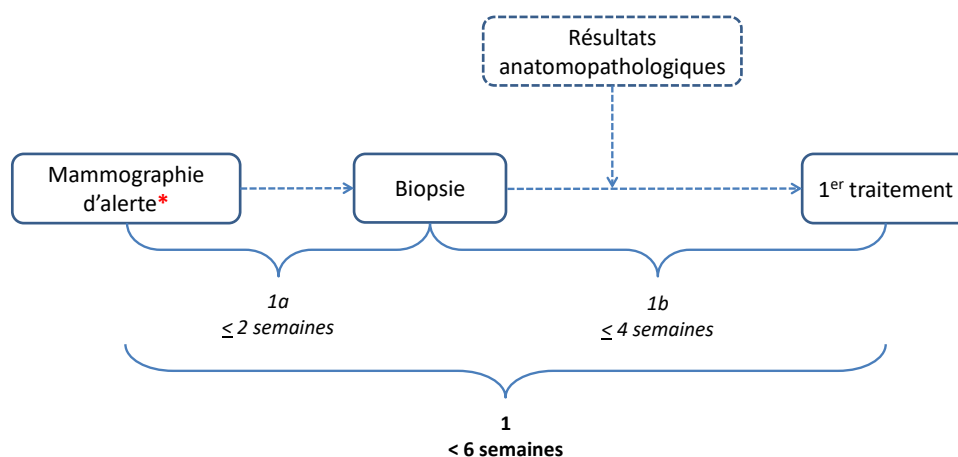 Résultats
anatomopathologiques
Mammographie
d'alerte*
Biopsie
1er traitement
1a
≤ 2 semaines
1b
≤ 4 semaines
1
< 6 semaines